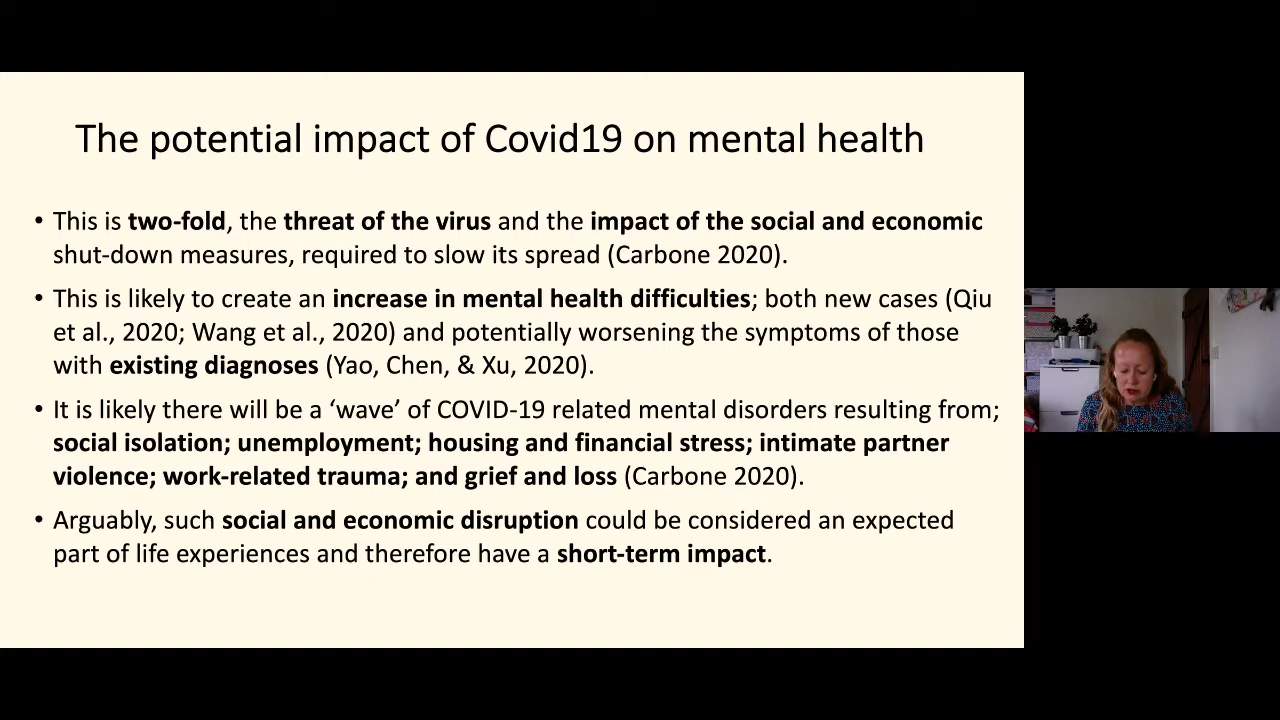 The potential impact of Covid19 on mental health
• This is two-fold, the threat of the virus and the impact of the social and economic
shut-down measures, required to slow its spread (Carbone 2020).
• This is likely to create an increase in mental health difficulties; both new cases (Qiu
et al., 2020; Wang et al., 2020) and potentially worsening the symptoms of those
with existing diagnoses (Yao, Chen, & Xu, 2020).
• It is likely there will be a ‘wave’ of COVID-19 related mental disorders resulting from;
social isolation; unemployment; housing and financial stress; intimate partner
violence; work-related trauma; and grief and loss (Carbone 2020).
• Arguably, such social and economic disruption could be considered an expected
part of life experiences and therefore have a short-term impact.